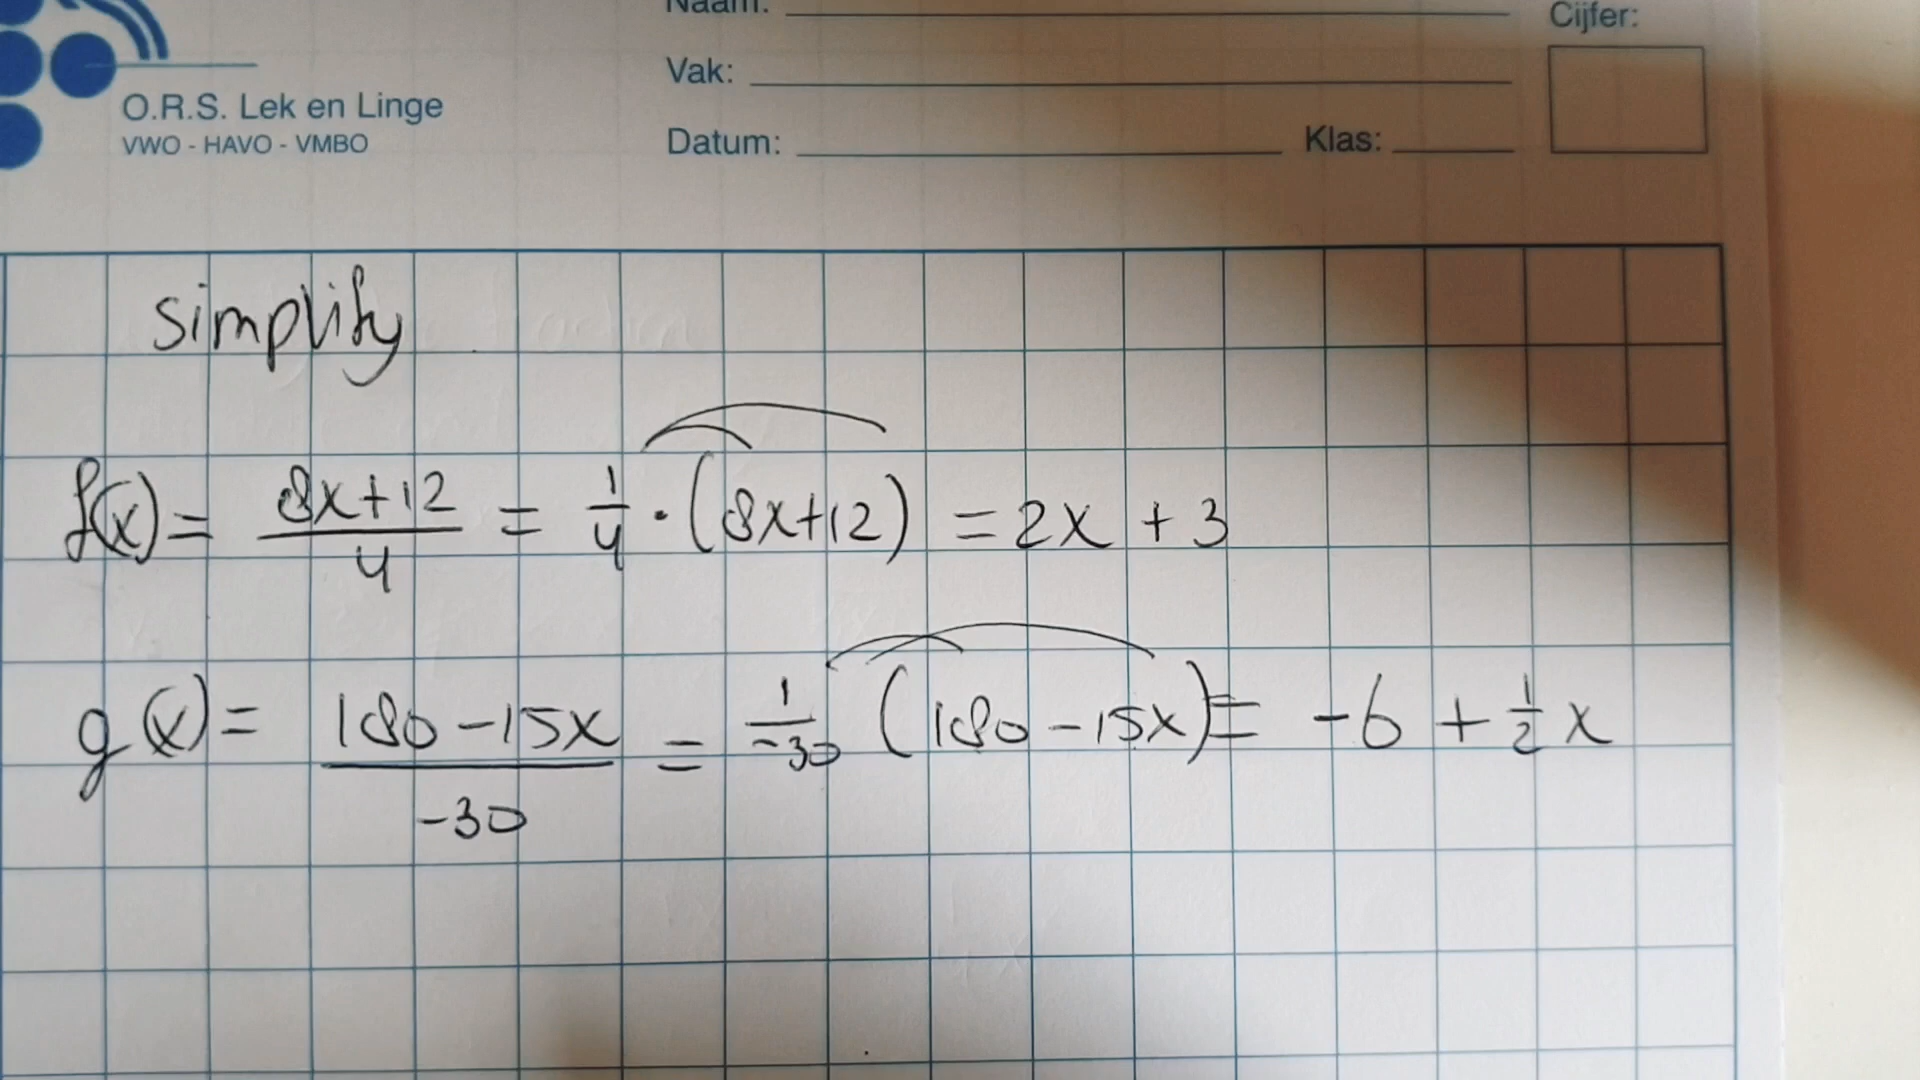 Naam:
Cijfer:
Vak:
O.R.S. Lek en Linge
VWO - HAVO - VMBO
Datum: Klas:
simplify
f(x) = (8x+12)/4 = 1/4 · (8x+12) = 2x + 3
g(x) = (180-15x)/-30 = 1/-30 (180-15x) = -6 + 1/2 x